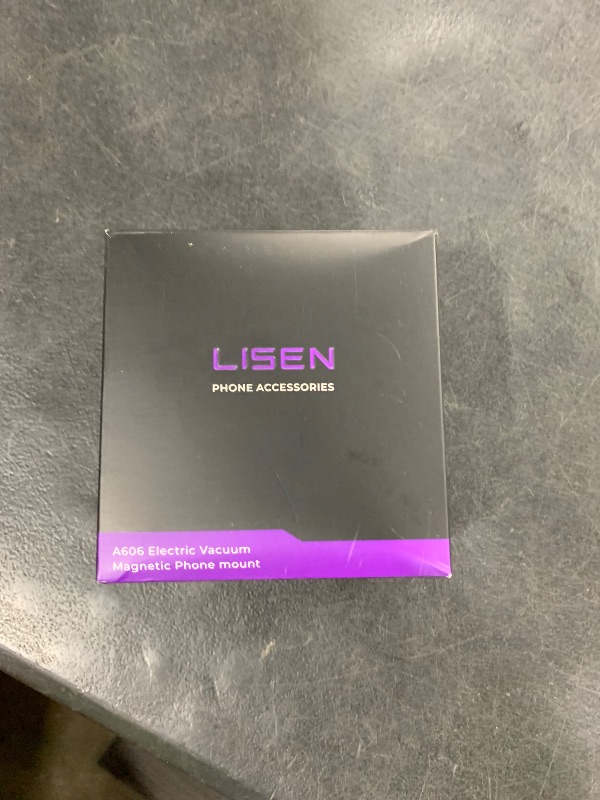 LISEN
PHONE ACCESSORIES
A606 Electric Vacuum
Magnetic Phone mount